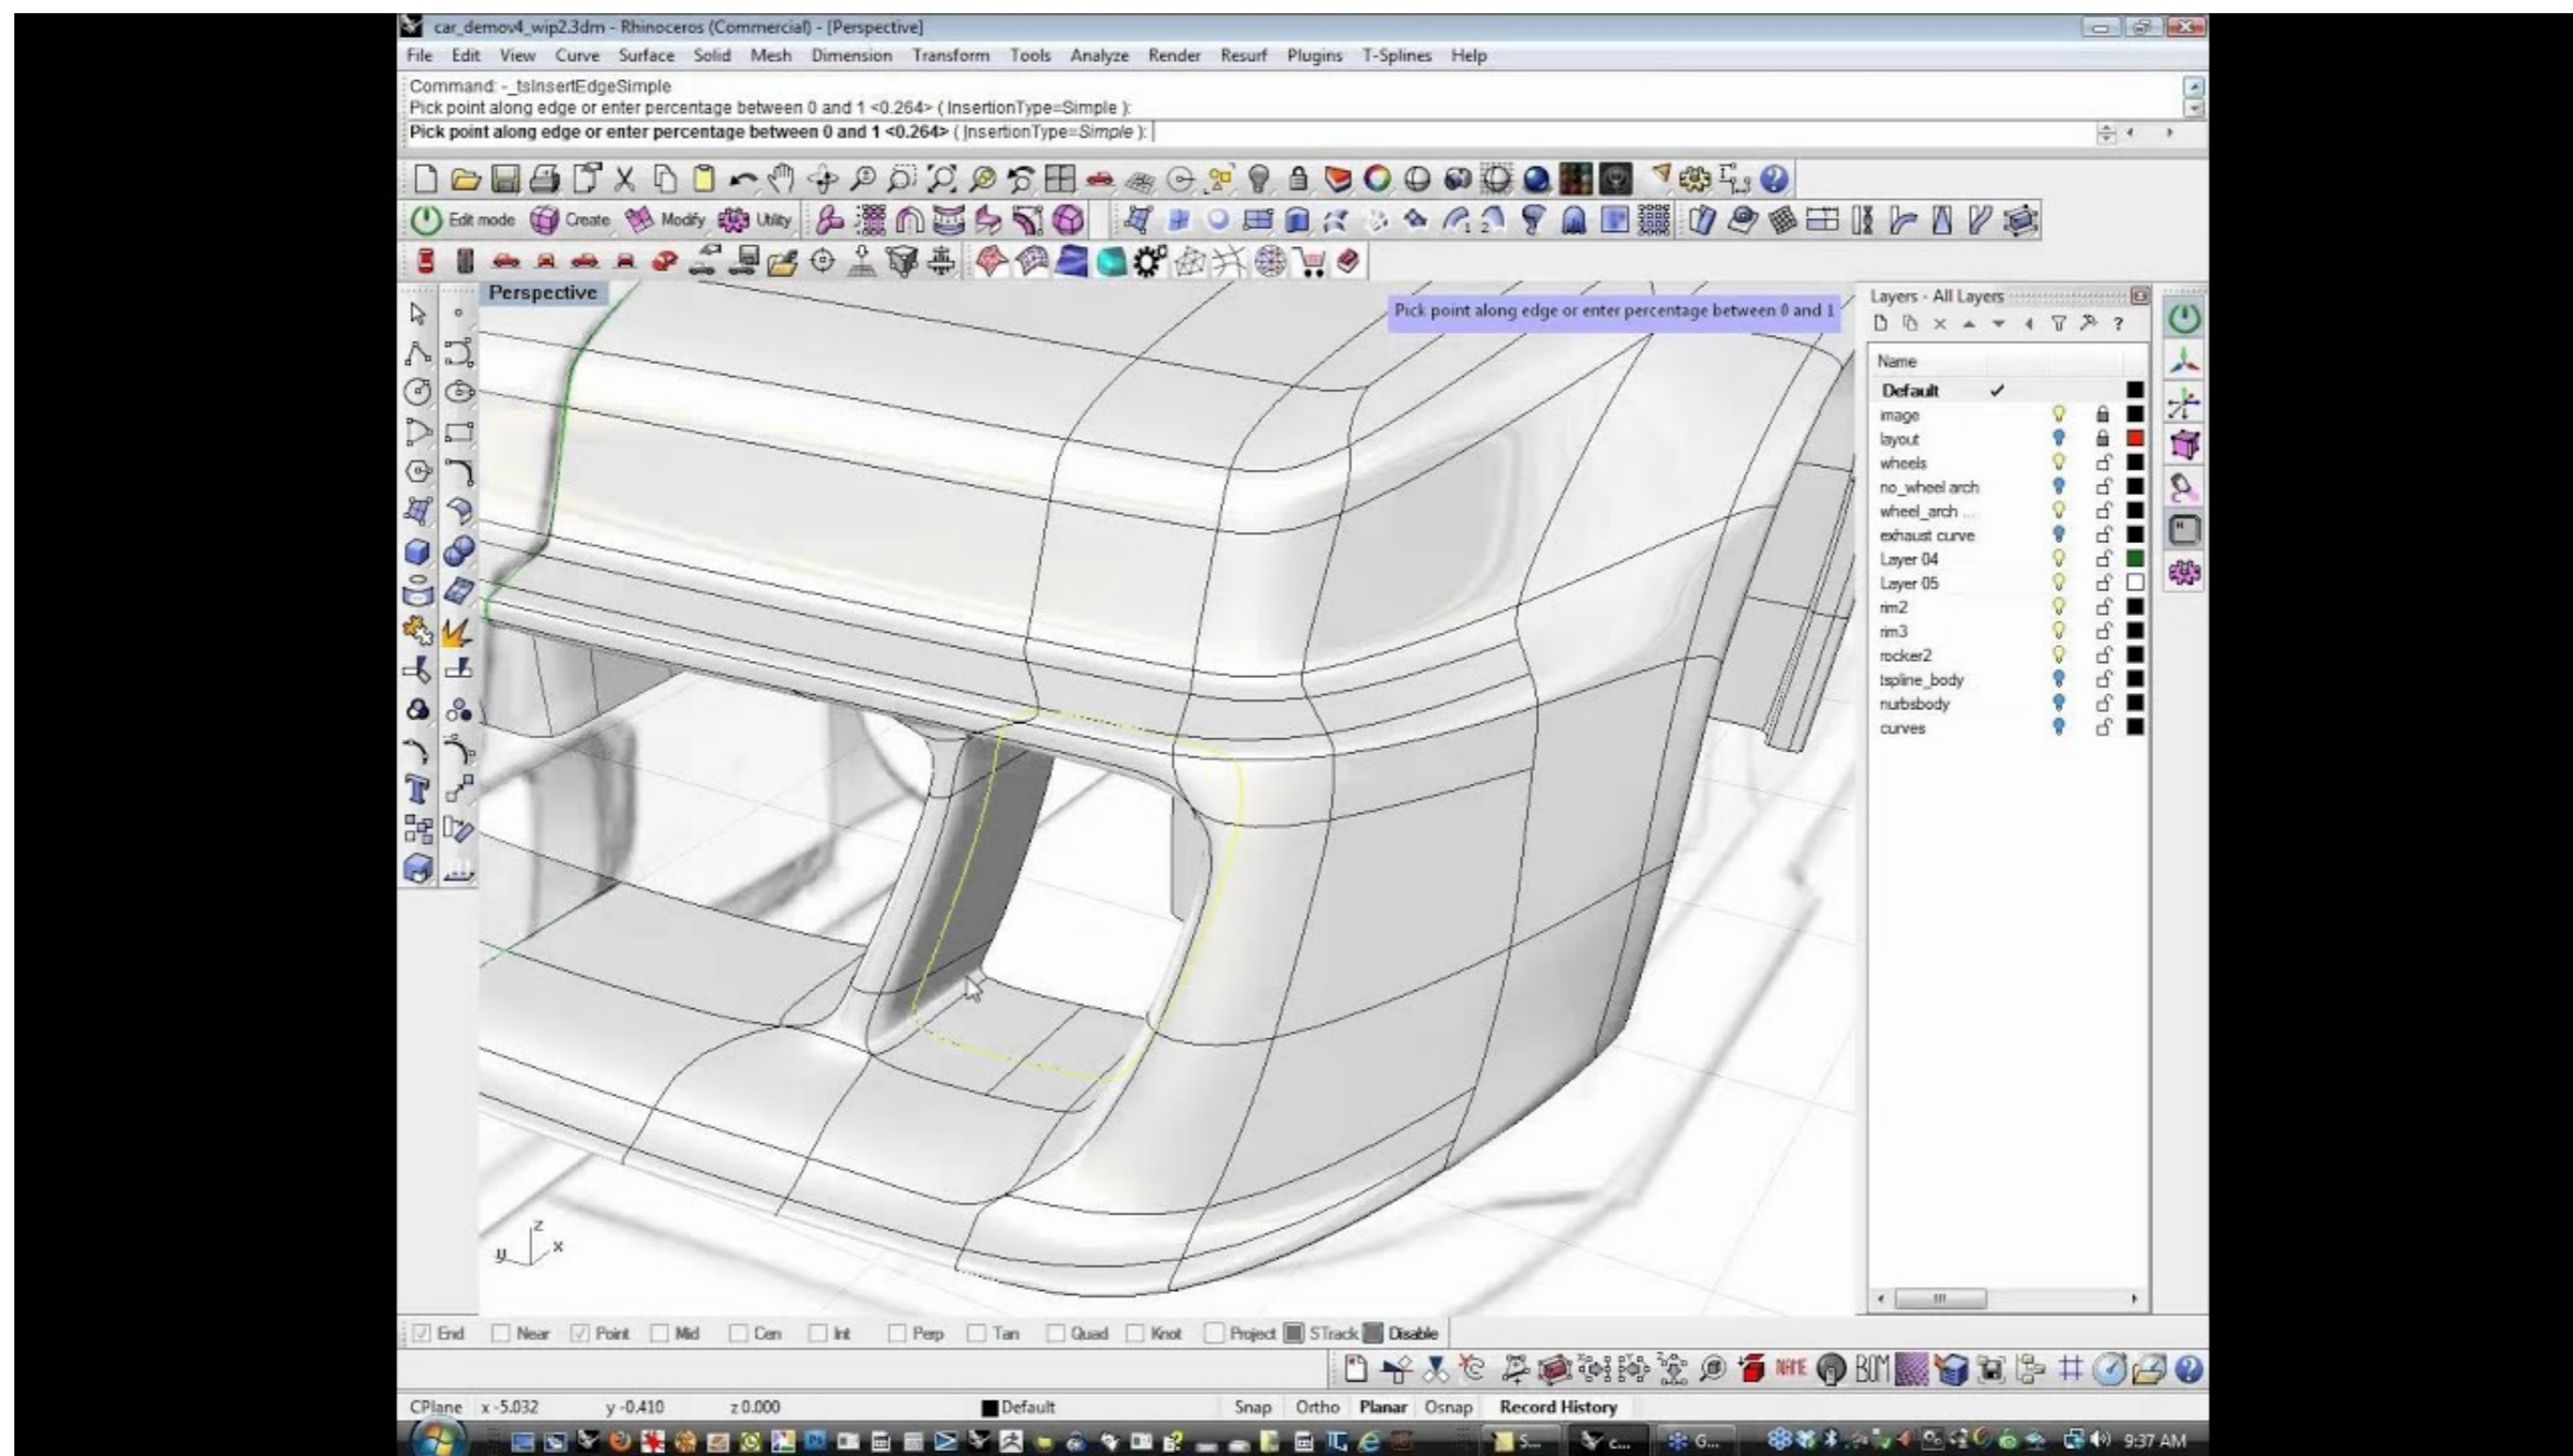 car_demov4_wip2.3dm - Rhinoceros (Commercial) - [Perspective]
File Edit View Curve Surface Solid Mesh Dimension Transform Tools Analyze Render Resurf Plugins T-Splines Help
Command: -_tsInsertEdgeSimple
Pick point along edge or enter percentage between 0 and 1 <0.264> ( InsertionType=Simple ):
Pick point along edge or enter percentage between 0 and 1 <0.264> ( InsertionType=Simple ):
Edit mode Create Modify Utility
Perspective
Pick point along edge or enter percentage between 0 and 1
Layers - All Layers
Name
Default
image
layout
wheels
no_wheel arch
wheel_arch ...
exhaust curve
Layer 04
Layer 05
rim2
rim3
rocker2
tspline_body
nurbsbody
curves
z
y x
End Near Point Mid Cen Int Perp Tan Quad Knot Project STrack Disable
NAME BOM
CPlane x -5.032 y -0.410 z 0.000 Default Snap Ortho Planar Osnap Record History
S... c... G... 9:37 AM